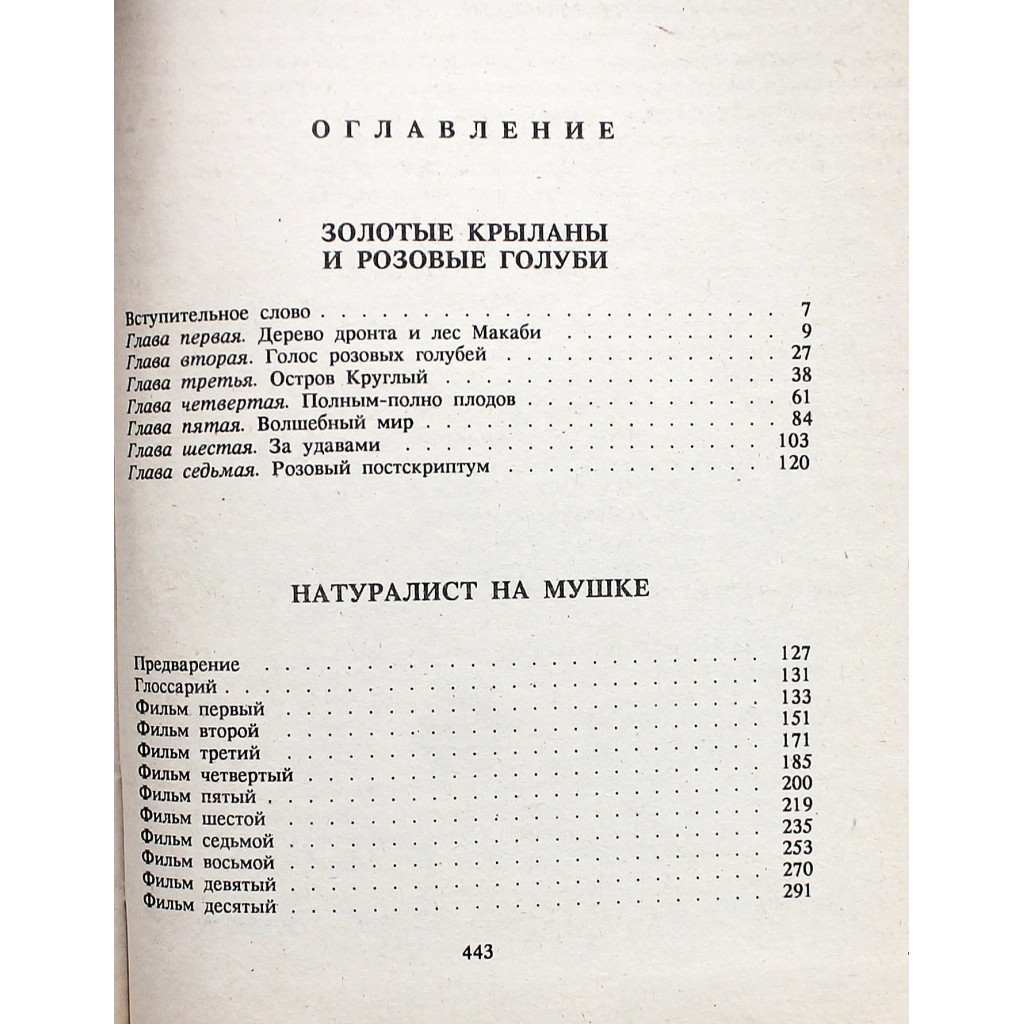 ОГЛАВЛЕНИЕ
ЗОЛОТЫЕ КРЫЛАНЫ
И РОЗОВЫЕ ГОЛУБИ
Вступительное слово . . . . . . . . . . . . . . . . . 7
Глава первая. Дерево дронта и лес Макаби . . . . . . . . 9
Глава вторая. Голос розовых голубей . . . . . . . . . . 27
Глава третья. Остров Круглый . . . . . . . . . . . . . 38
Глава четвертая. Полным-полно плодов . . . . . . . . . 61
Глава пятая. Волшебный мир . . . . . . . . . . . . . . 84
Глава шестая. За удавами . . . . . . . . . . . . . . 103
Глава седьмая. Розовый постскриптум . . . . . . . . . 120
НАТУРАЛИСТ НА МУШКЕ
Предварение . . . . . . . . . . . . . . . . . . . 127
Глоссарий . . . . . . . . . . . . . . . . . . . . 131
Фильм первый . . . . . . . . . . . . . . . . . . 133
Фильм второй . . . . . . . . . . . . . . . . . . 151
Фильм третий . . . . . . . . . . . . . . . . . . 171
Фильм четвертый . . . . . . . . . . . . . . . . . 185
Фильм пятый . . . . . . . . . . . . . . . . . . . 200
Фильм шестой . . . . . . . . . . . . . . . . . . 219
Фильм седьмой . . . . . . . . . . . . . . . . . . 235
Фильм восьмой . . . . . . . . . . . . . . . . . . 253
Фильм девятый . . . . . . . . . . . . . . . . . . 270
Фильм десятый . . . . . . . . . . . . . . . . . . 291
443